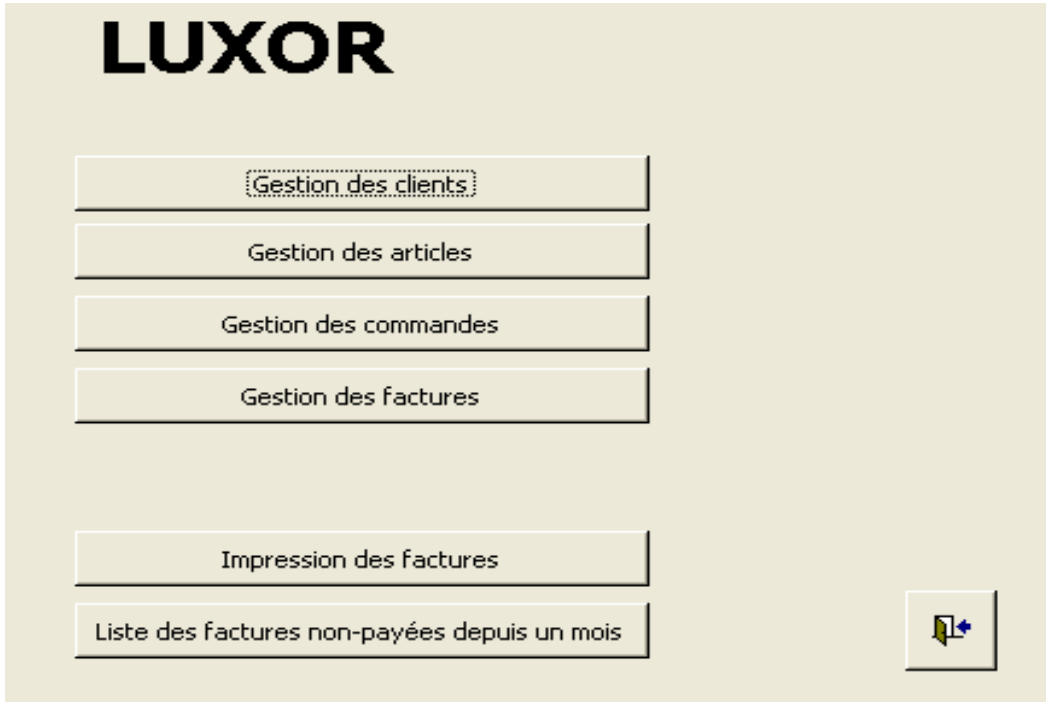 LUXOR
Gestion des clients
Gestion des articles
Gestion des commandes
Gestion des factures
Impression des factures
Liste des factures non-payées depuis un mois